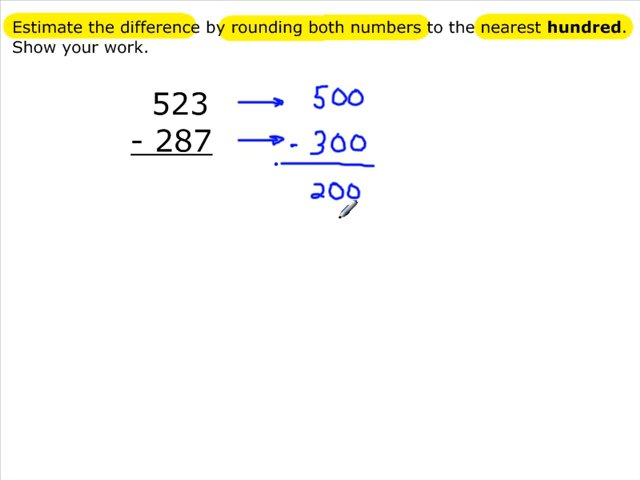 Estimate the difference by rounding both numbers to the nearest hundred.
Show your work.
523 → 500
- 287 → - 300
200